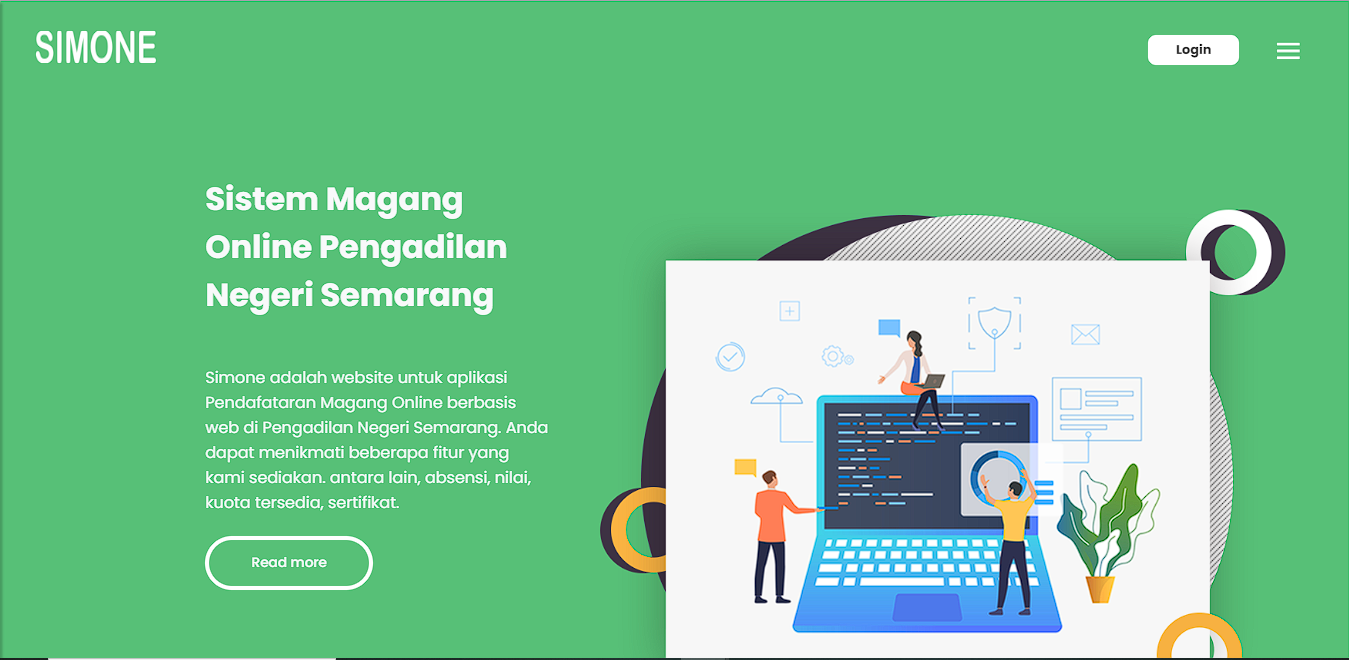 SIMONE
Login
Sistem Magang
Online Pengadilan
Negeri Semarang
Simone adalah website untuk aplikasi
Pendafataran Magang Online berbasis
web di Pengadilan Negeri Semarang. Anda
dapat menikmati beberapa fitur yang
kami sediakan. antara lain, absensi, nilai,
kuota tersedia, sertifikat.
Read more